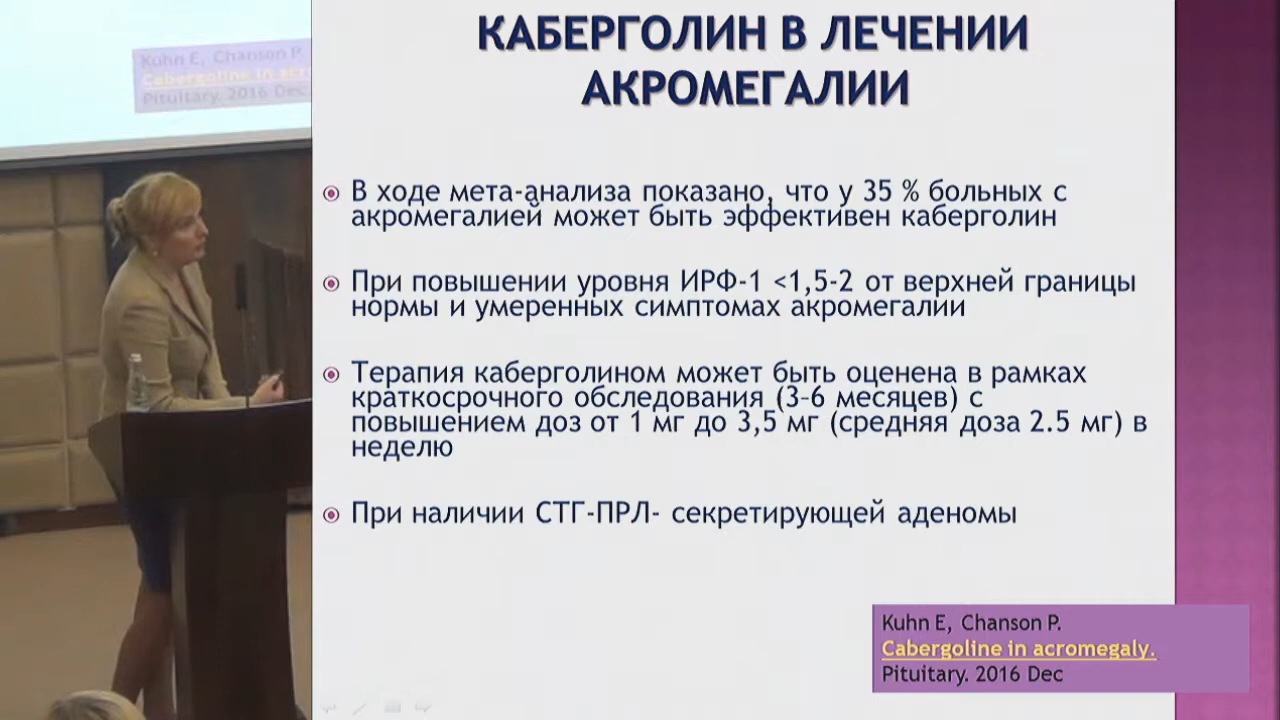 Kuhn E, Chanson P.
Cabergoline in acro
Pituitary. 2016 Dec
КАБЕРГОЛИН В ЛЕЧЕНИИ
АКРОМЕГАЛИИ
В ходе мета-анализа показано, что у 35 % больных с
акромегалией может быть эффективен каберголин
При повышении уровня ИРФ-1 <1,5-2 от верхней границы
нормы и умеренных симптомах акромегалии
Терапия каберголином может быть оценена в рамках
краткосрочного обследования (3–6 месяцев) с
повышением доз от 1 мг до 3,5 мг (средняя доза 2.5 мг) в
неделю
При наличии СТГ-ПРЛ- секретирующей аденомы
Kuhn E, Chanson P.
Cabergoline in acromegaly.
Pituitary. 2016 Dec